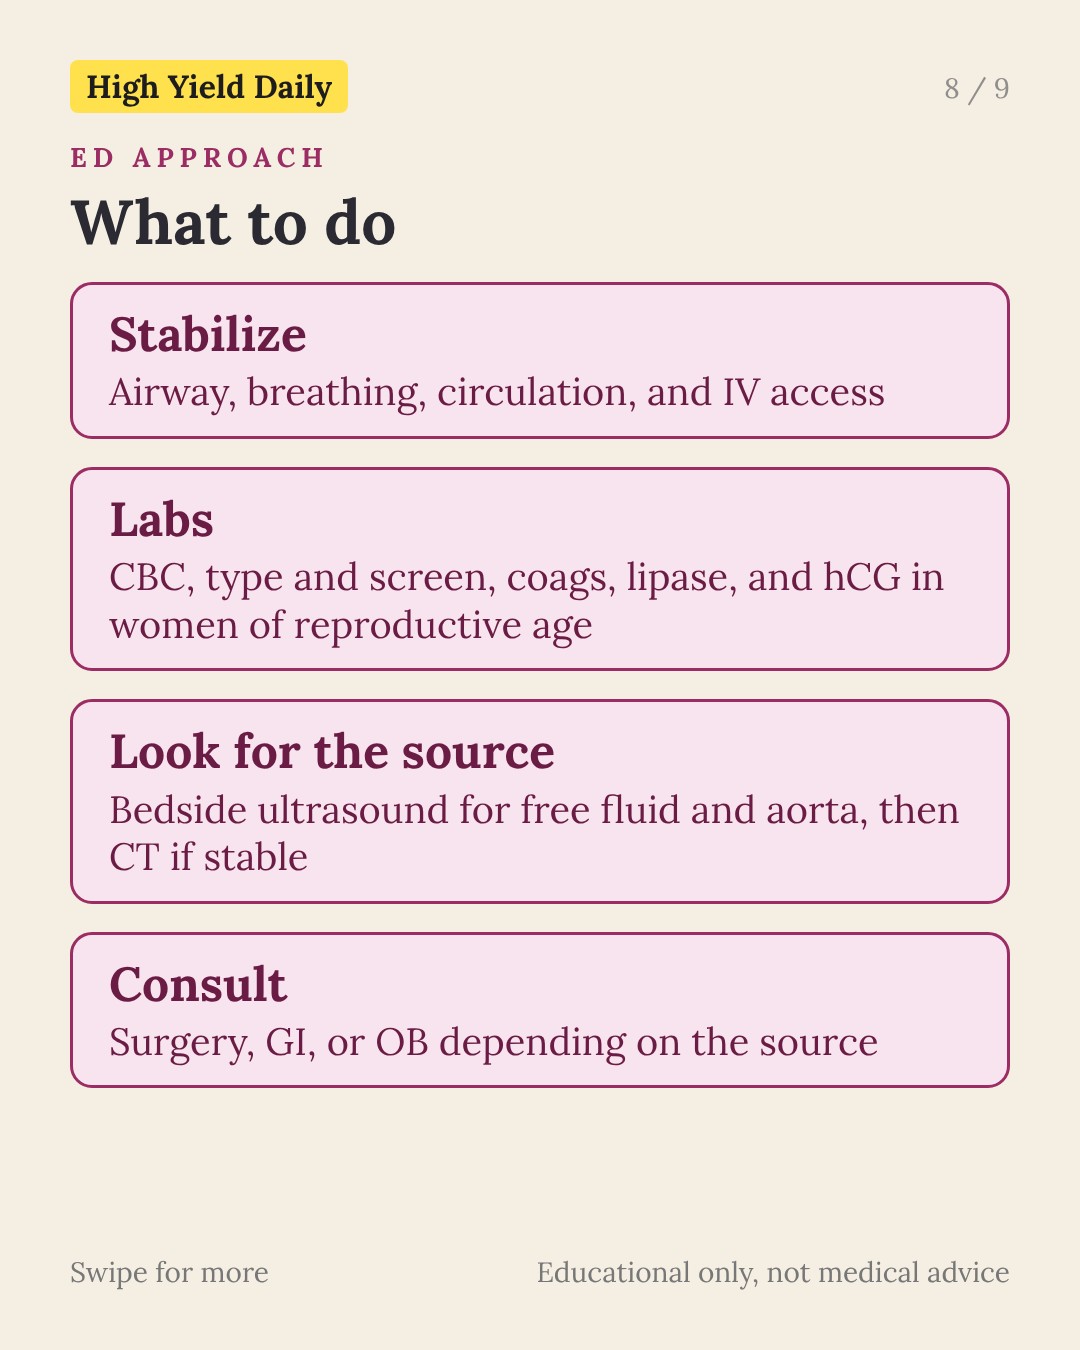 High Yield Daily
8 / 9
ED APPROACH
What to do
Stabilize
Airway, breathing, circulation, and IV access
Labs
CBC, type and screen, coags, lipase, and hCG in
women of reproductive age
Look for the source
Bedside ultrasound for free fluid and aorta, then
CT if stable
Consult
Surgery, GI, or OB depending on the source
Swipe for more
Educational only, not medical advice